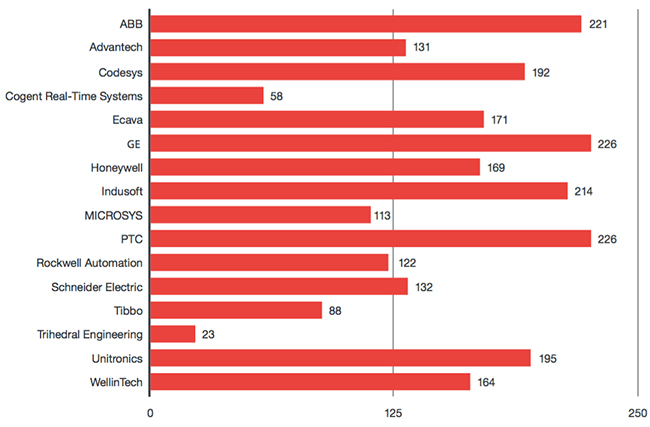 ABB 221
Advantech 131
Codesys 192
Cogent Real-Time Systems 58
Ecava 171
GE 226
Honeywell 169
Indusoft 214
MICROSYS 113
PTC 226
Rockwell Automation 122
Schneider Electric 132
Tibbo 88
Trihedral Engineering 23
Unitronics 195
WellinTech 164
0 125 250